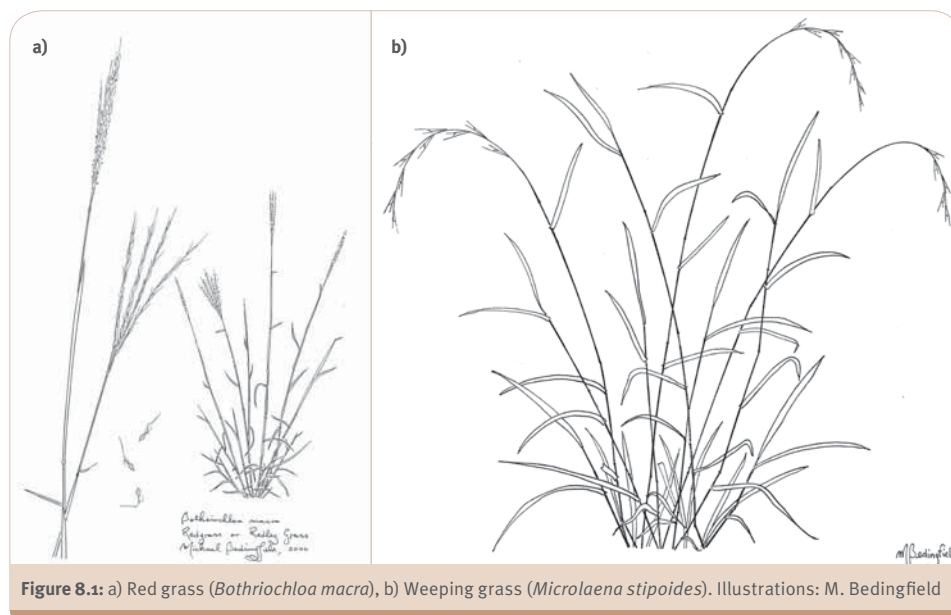 a)
b)
Bothriochloa macra
Redgrass or Redleg Grass
Michael Bedingfield, 2000
M Bedingfield
Figure 8.1: a) Red grass (Bothriochloa macra), b) Weeping grass (Microlaena stipoides). Illustrations: M. Bedingfield